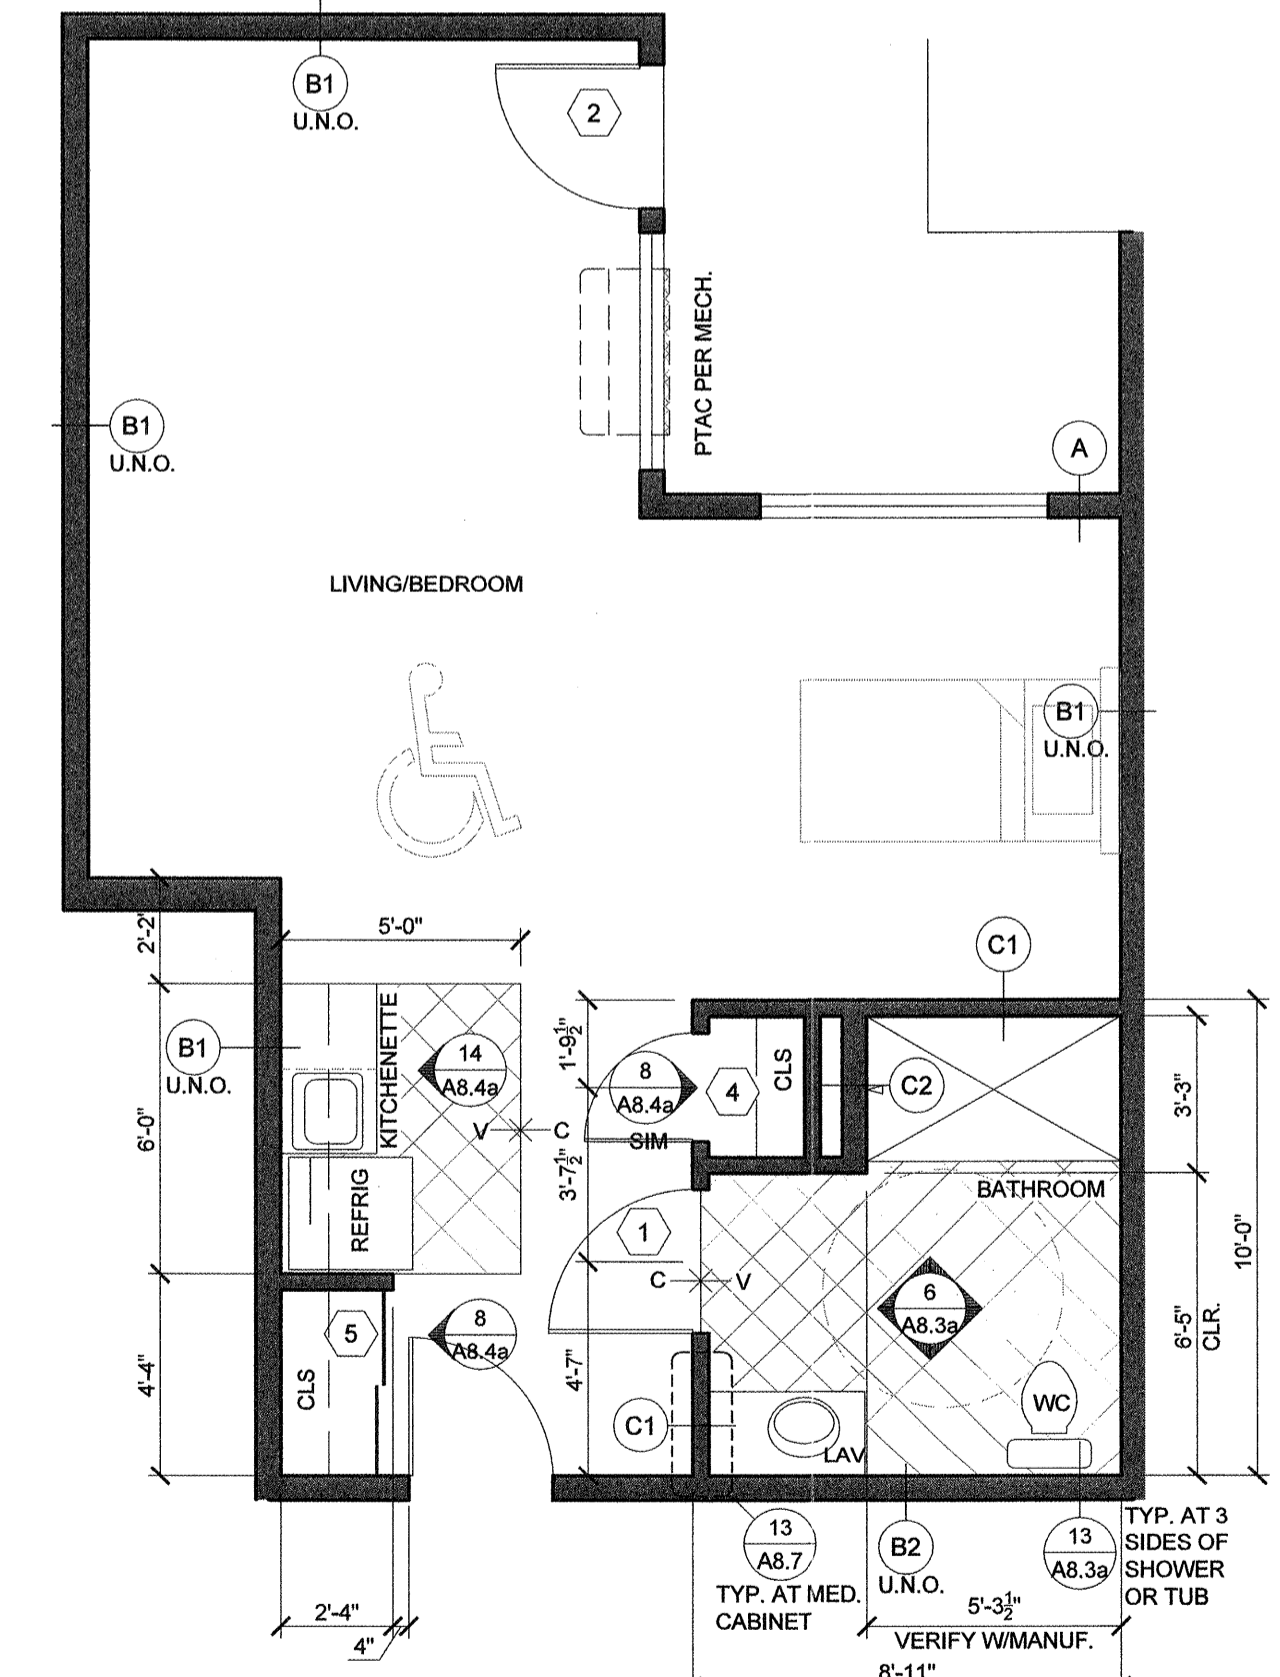 B1
U.N.O.
2
PTAC PER MECH.
B1
U.N.O.
A
LIVING/BEDROOM
B1
U.N.O.
2'-2"
5'-0"
C1
B1
U.N.O.
KITCHENETTE
14
A8.4a
V
C
6'-0"
REFRIG
1'-9½"
8
A8.4a
SIM
4
CLS
C2
3'-3"
3'-7½"
BATHROOM
1
C
V
6
A8.3a
10'-0"
6'-5"
CLR.
4'-4"
CLS
5
8
A8.4a
4'-7"
C1
LAV
WC
13
A8.7
TYP. AT MED.
CABINET
B2
U.N.O.
13
A8.3a
TYP. AT 3
SIDES OF
SHOWER
OR TUB
2'-4"
4"
5'-3½"
VERIFY W/MANUF.
8'-11"